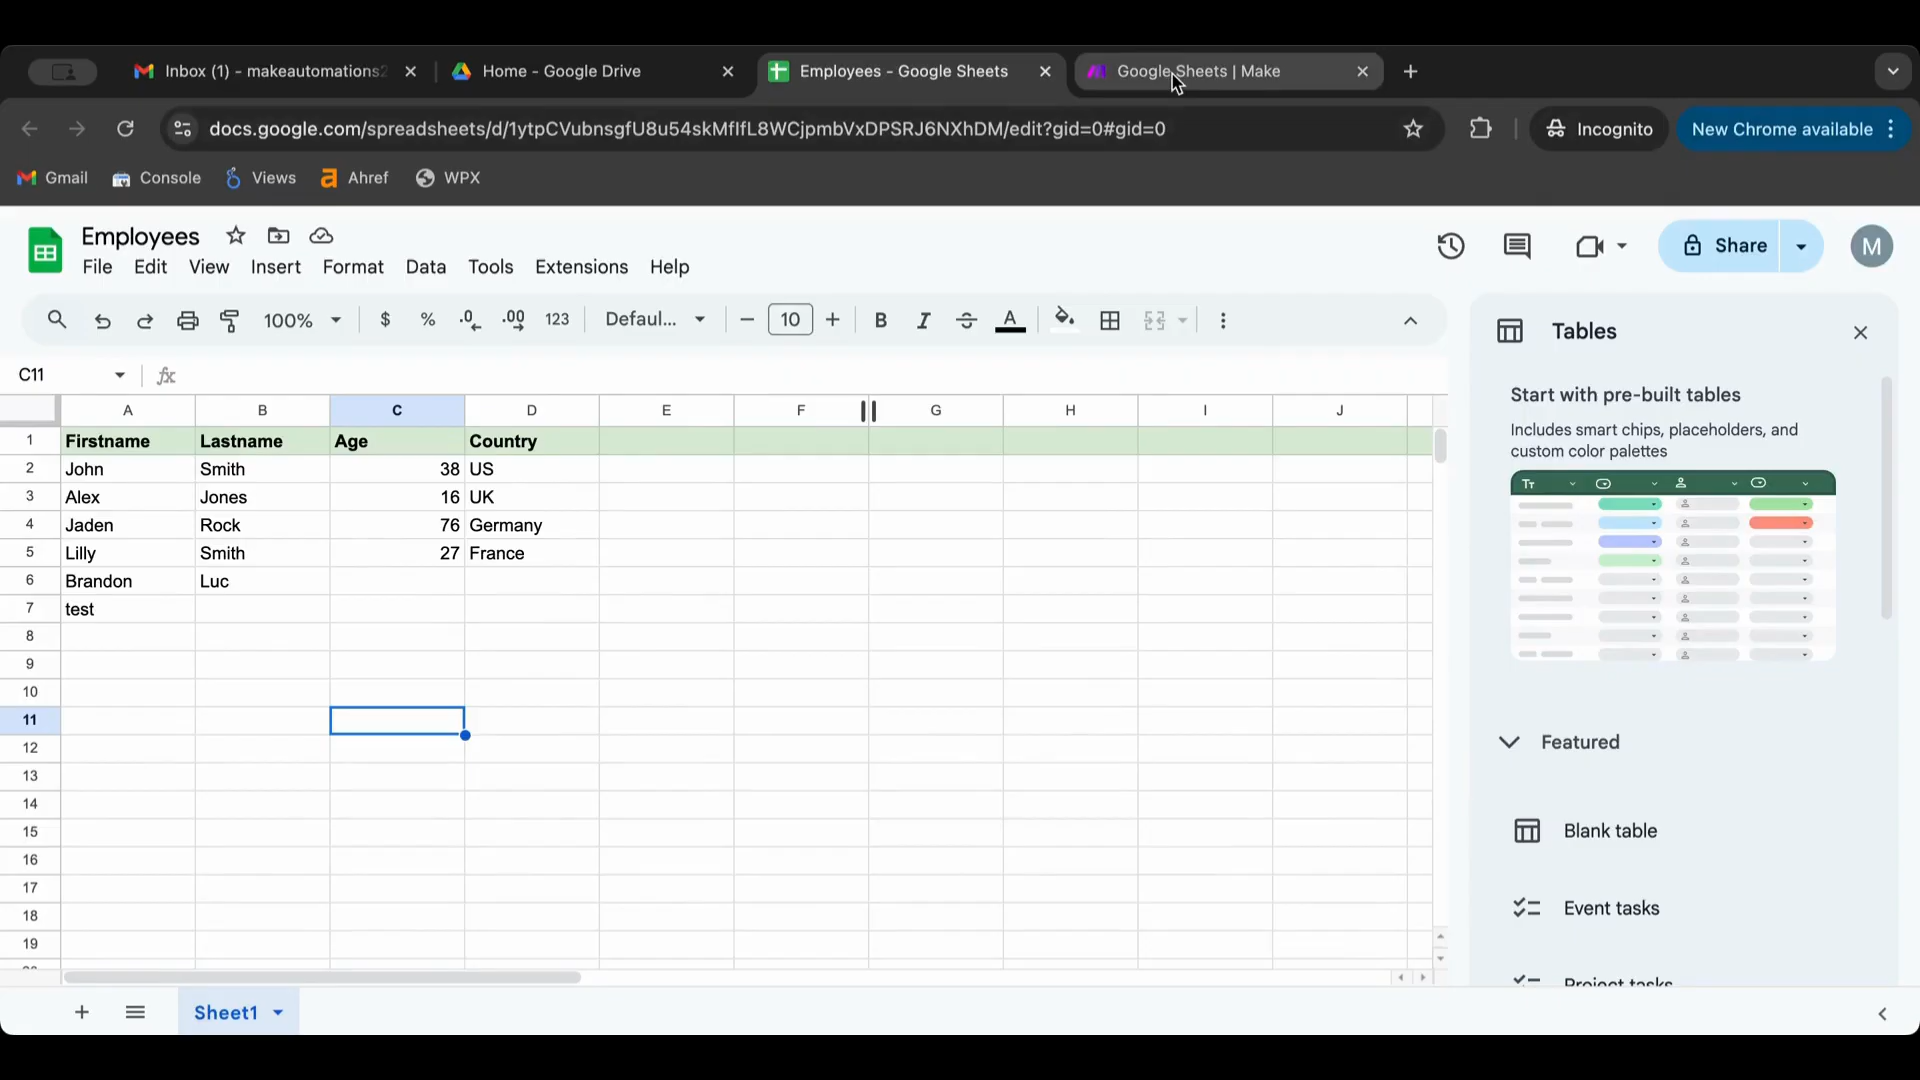 Inbox (1) - makeautomations2
Home - Google Drive
Employees - Google Sheets
Google Sheets | Make
docs.google.com/spreadsheets/d/1ytpCVubnsgfU8u54skMfIfL8WCjpmbVxDPSRJ6NXhDM/edit?gid=0#gid=0
Incognito
New Chrome available
Gmail
Console
Views
Ahref
WPX
Employees
File Edit View Insert Format Data Tools Extensions Help
Share
M
100%
$ % .0 .00 123
Defaul...
10
B I S A
C11
fx
A B C D E F G H I J
1 Firstname Lastname Age Country
2 John Smith 38 US
3 Alex Jones 16 UK
4 Jaden Rock 76 Germany
5 Lilly Smith 27 France
6 Brandon Luc
7 test
8
9
10
11
12
13
14
15
16
17
18
19
20
Sheet1
Tables
Start with pre-built tables
Includes smart chips, placeholders, and
custom color palettes
Tт
Featured
Blank table
Event tasks
Project tasks